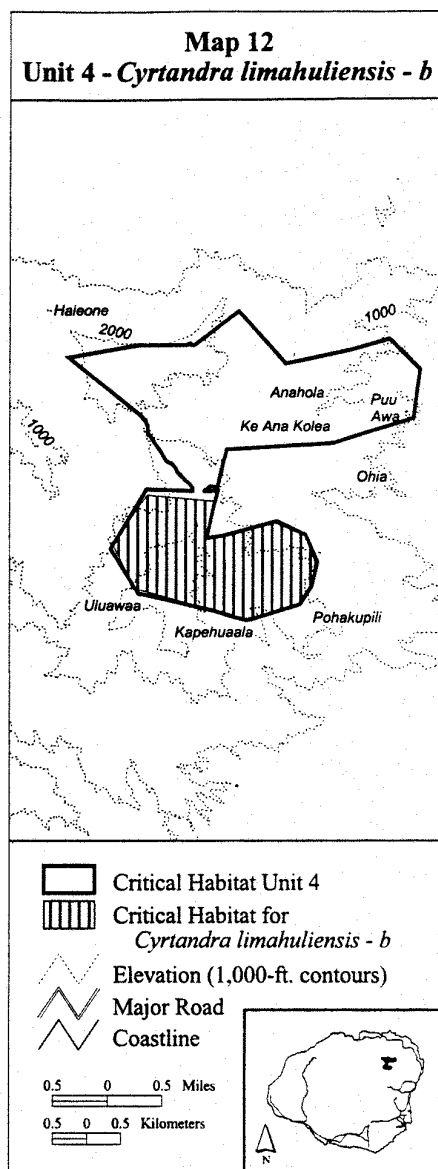 Map 12
Unit 4 - Cyrtandra limahuliensis - b
Haleone
2000
1000
Anahola
Puu
Awa
Ke Ana Kolea
1000
Ohia
Uluawaa
Kapehuaala
Pohakupili
Critical Habitat Unit 4
Critical Habitat for
Cyrtandra limahuliensis - b
Elevation (1,000-ft. contours)
Major Road
Coastline
0.5 0 0.5 Miles
0.5 0 0.5 Kilometers
N